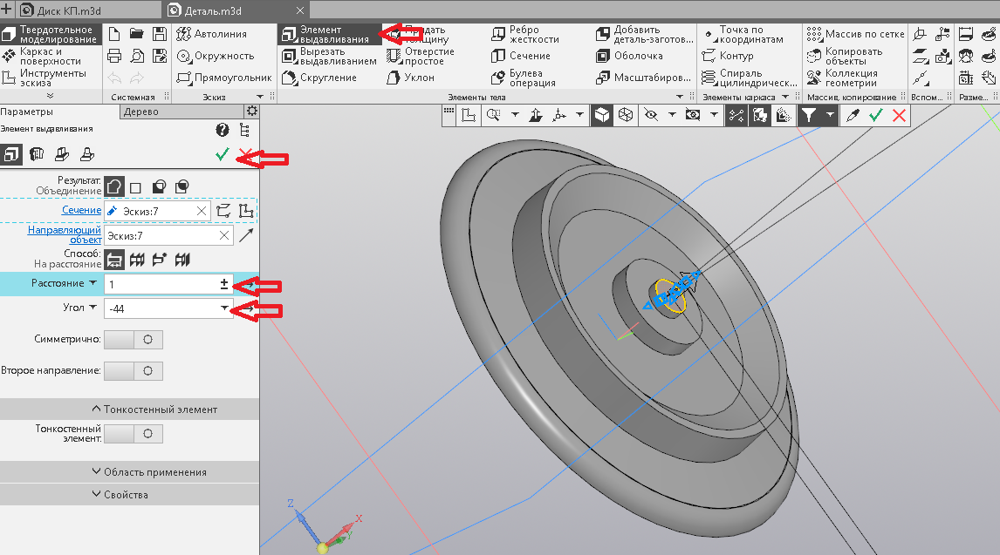 Диск КП.m3d
Деталь.m3d
Твердотельное моделирование
Каркас и поверхности
Инструменты эскиза
Системная
Автолиния
Окружность
Прямоугольник
Эскиз
Элемент выдавливания
Вырезать выдавливанием
Скругление
толщину
Отверстие простое
Уклон
Ребро жесткости
Сечение
Булева операция
Добавить деталь-заготов...
Оболочка
Масштабиров...
Элементы тела
Точка по координатам
Контур
Спираль цилиндрическ...
Элементы каркаса
Массив по сетке
Копировать объекты
Коллекция геометрии
Массив, копирование
Вспом...
Разме...
Параметры
Дерево
Элемент выдавливания
Результат:
Объединение
Сечение
Эскиз:7
Направляющий
объект
Эскиз:7
Способ:
На расстояние
Расстояние
1
Угол
-44
Симметрично:
Второе направление:
Тонкостенный элемент
Тонкостенный
элемент:
Область применения
Свойства
Z
X
Y